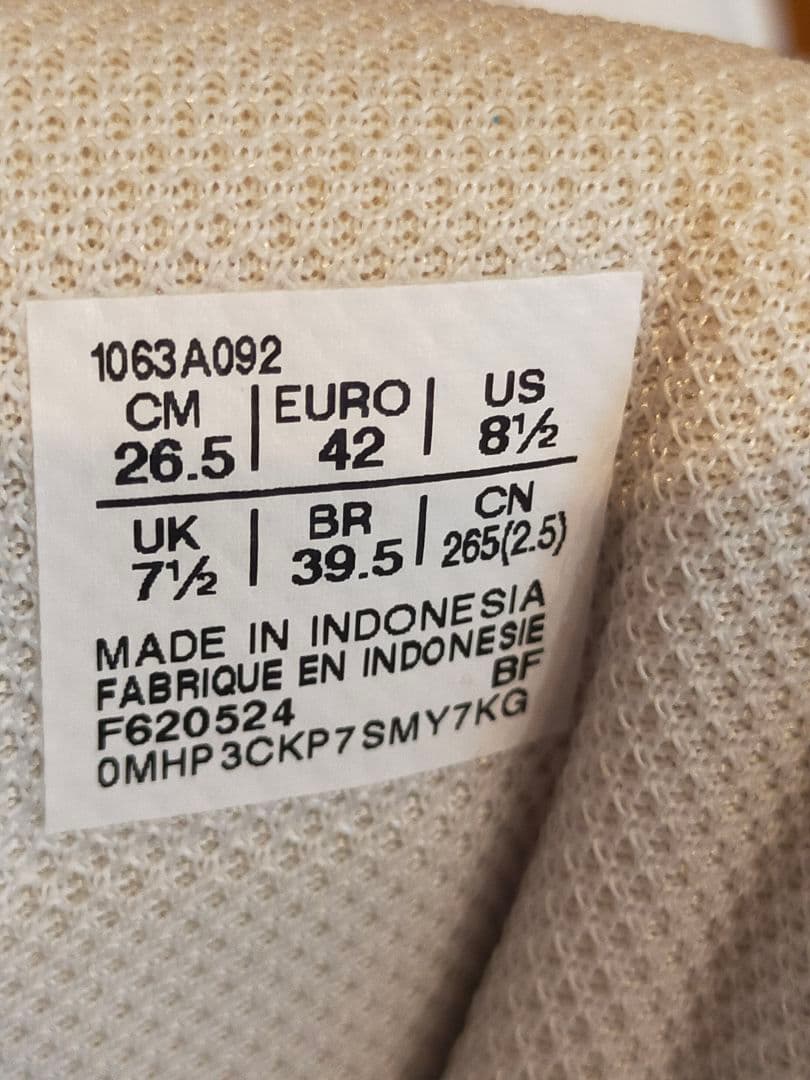 1063A092
CM | EURO | US
26.5 | 42 | 8½
UK | BR | CN
7½ | 39.5 | 265(2.5)
MADE IN INDONESIA
FABRIQUE EN INDONESIE
F620524 BF
0MHP3CKP7SMY7KG